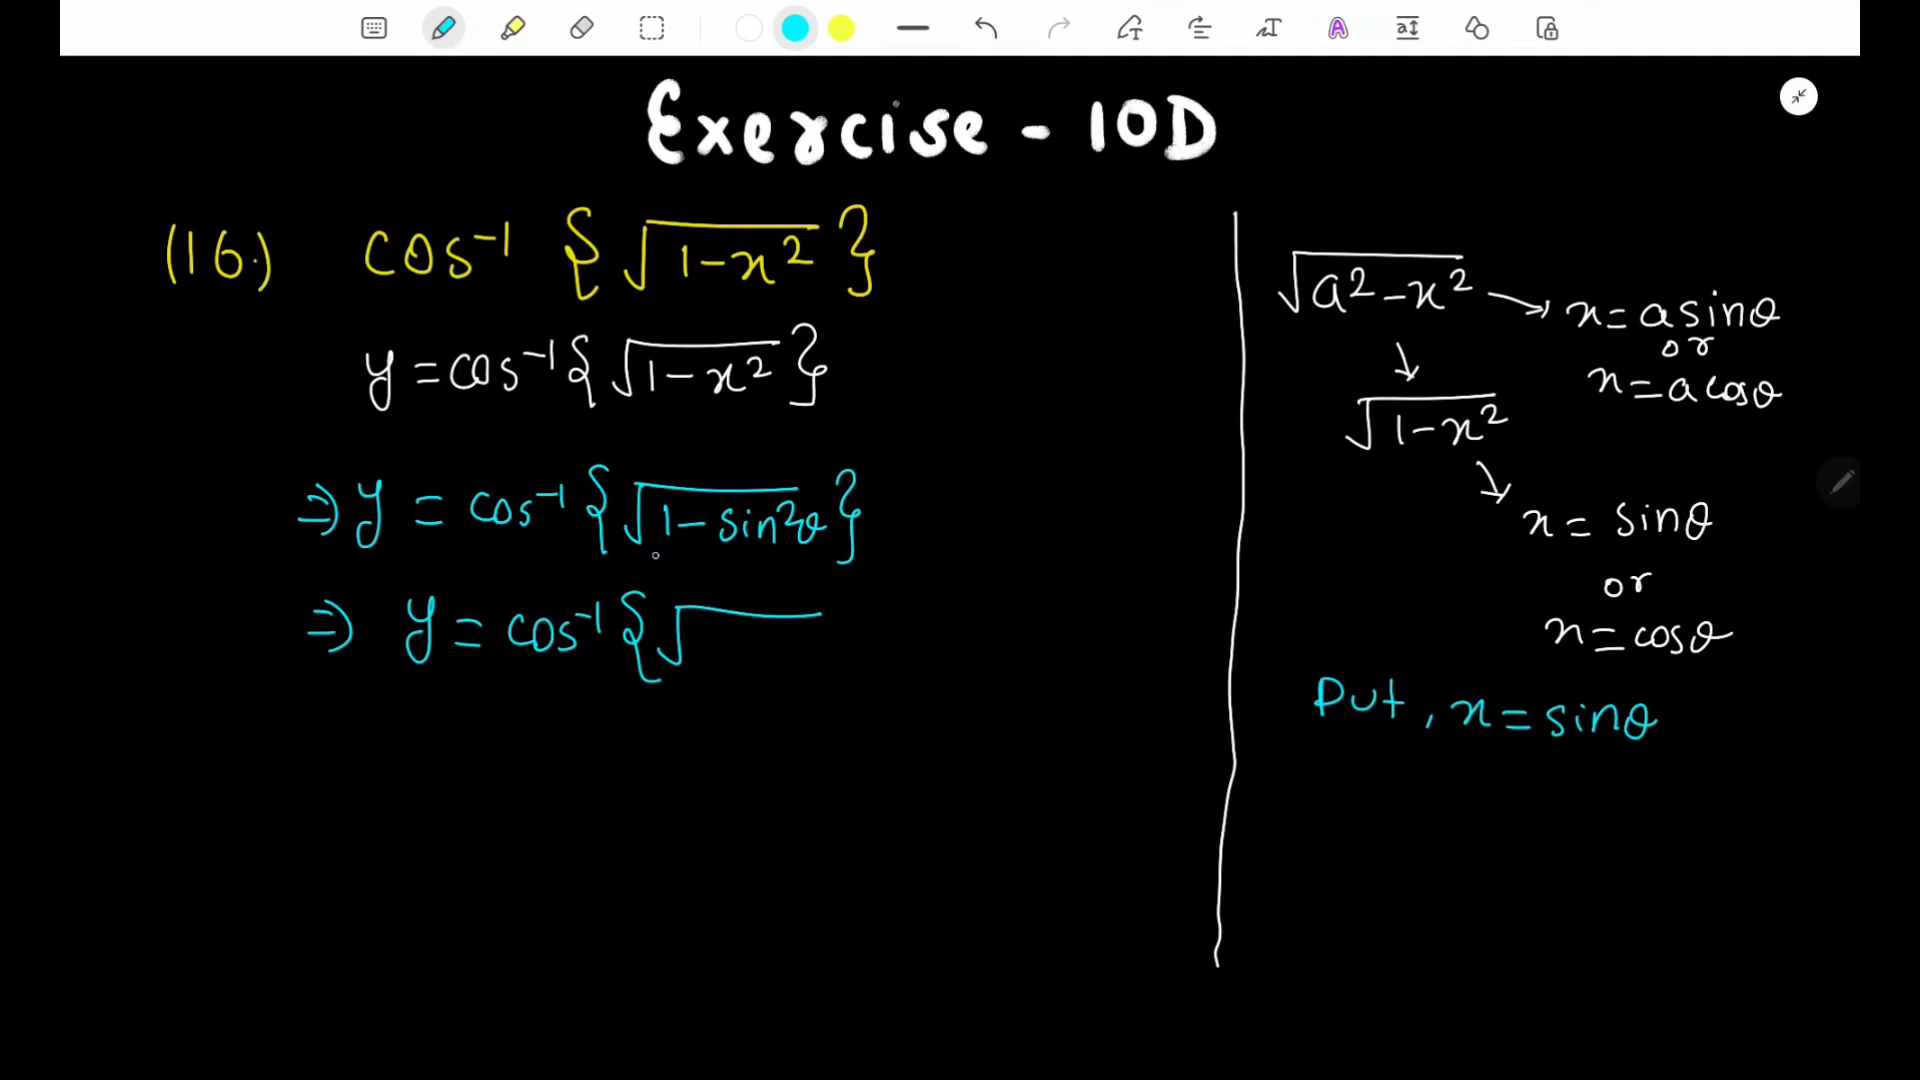 Exercise - 10D
(16.) cos⁻¹ {√(1-x²)}
y = cos⁻¹ {√(1-x²)}
⇒ y = cos⁻¹ {√(1-sin²θ)}
⇒ y = cos⁻¹ {√
√(a²-x²) → x = a sinθ
or
x = a cosθ
↓
√(1-x²)
↘
x = sinθ
or
x = cosθ
Put, x = sinθ